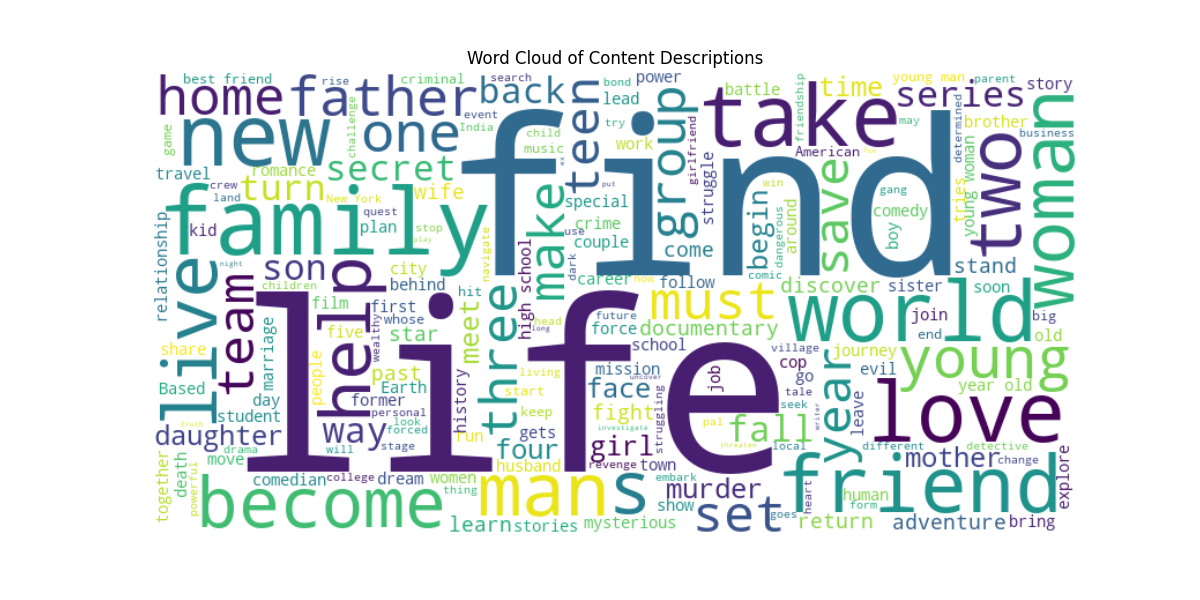 Word Cloud of Content Descriptions
home
best friend
rise
father
criminal
search
back
event
India
teen
bond
power
lead
try
work
group
girlfriend
friendship
battle
take
time
young man
series
parent
story
brother
business
determined
may
American
game
new
challenge
one
child
music
find
put
struggle
win
gang
two
woman
travel
romance
secret
crew
land
turn
New York
wife
special
crime
couple
come
begin
dangerous
around
save
comedy
boy
tries
young woman
family
kid
quest
plan
stop
play
navigate
make
use
dark
relationship
live
night
son
city
behind
high school
career
now
follow
comic
discover
sister
stand
soon
team
children
film
help
first
whose
hit
three
meet
star
life
future
head
long
force
must
documentary
school
world
join
end
big
old
share
Based
marriage
five
people
wealthy
past
Earth
former
personal
look
forced
history
living
start
keep
mission
face
uncover
job
village
cop
go
tale
seek
year
journey
evil
leave
young
year old
love
day
student
truth
daughter
drama
way
will
stage
fun
gets
four
fight
investigate
struggling
girl
pal
threaten
fall
local
writer
different
detective
mother
change
move
together
death
powerful
comedian
college
dream
women
thing
husband
revenge
town
embark
become
man
s
murder
show
set
goes
heart
friend
human
form
explore
learn
stories
mysterious
return
adventure
bring